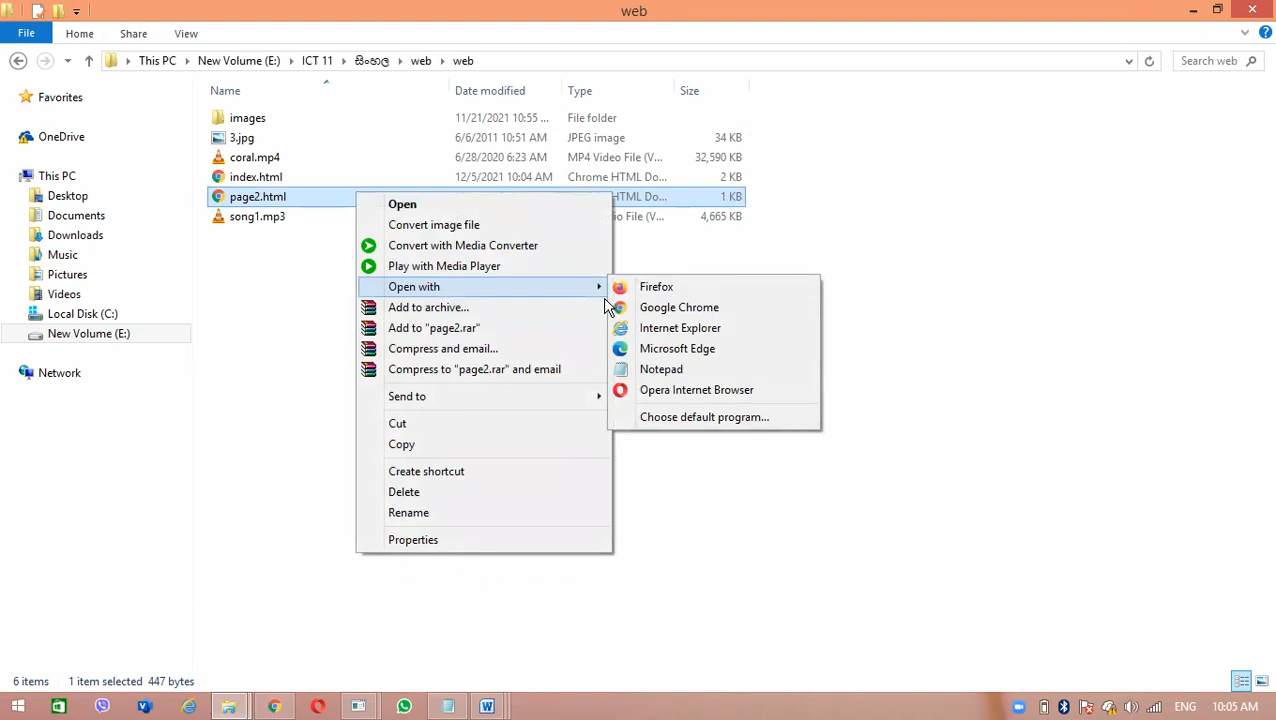 web
File Home Share View
This PC New Volume (E:) ICT 11 සිංහල web web
Search web
Name Date modified Type Size
Favorites
OneDrive
This PC
Desktop
Documents
Downloads
Music
Pictures
Videos
Local Disk (C:)
New Volume (E:)
Network
images 11/21/2021 10:55 ... File folder
3.jpg 6/6/2011 10:51 AM JPEG image 34 KB
coral.mp4 6/28/2020 6:23 AM MP4 Video File (V... 32,590 KB
index.html 12/5/2021 10:04 AM Chrome HTML Do... 2 KB
page2.html HTML Do... 1 KB
song1.mp3 io File (V... 4,665 KB
Open
Convert image file
Convert with Media Converter
Play with Media Player
Open with
Add to archive...
Add to "page2.rar"
Compress and email...
Compress to "page2.rar" and email
Send to
Cut
Copy
Create shortcut
Delete
Rename
Properties
Firefox
Google Chrome
Internet Explorer
Microsoft Edge
Notepad
Opera Internet Browser
Choose default program...
6 items 1 item selected 447 bytes
ENG 10:05 AM